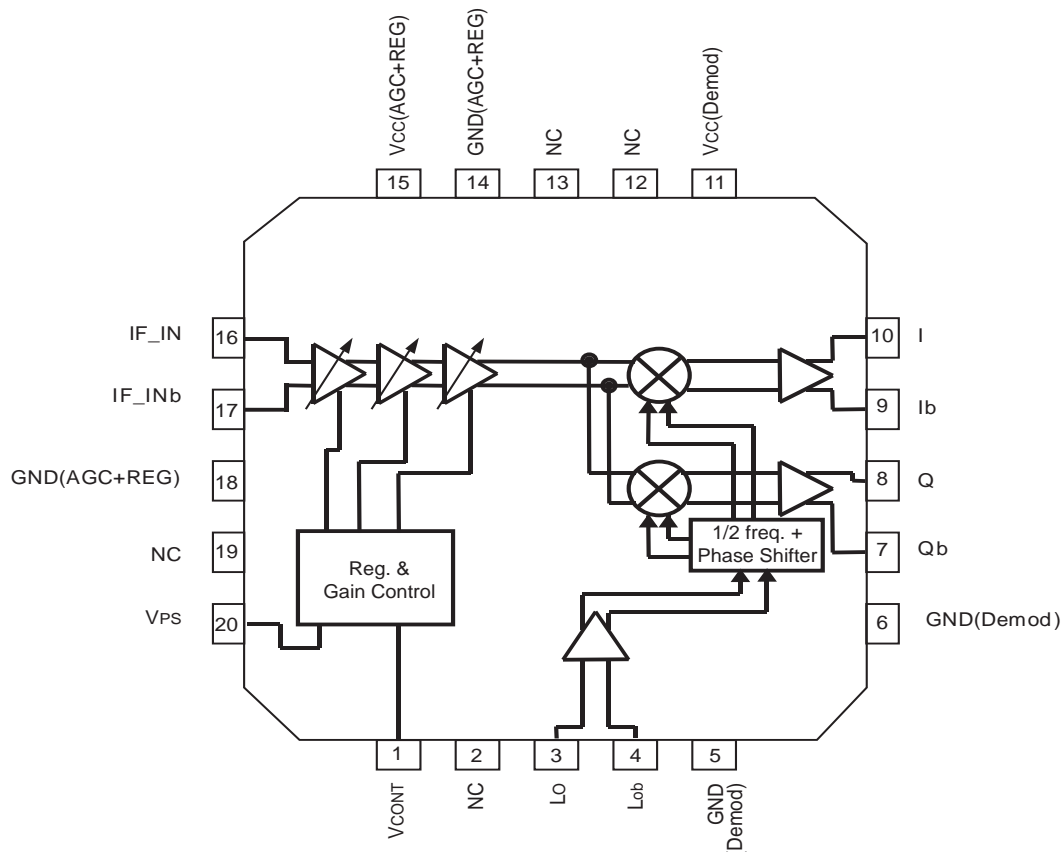 Vcc(AGC+REG)
GND(AGC+REG)
NC
NC
Vcc(Demod)
15
14
13
12
11
IF_IN
16
10
I
IF_INb
17
9
Ib
GND(AGC+REG)
18
8
Q
NC
19
1/2 freq. +
Phase Shifter
7
Qb
Reg. &
Gain Control
VPS
20
6
GND(Demod)
1
2
3
4
5
VCONT
NC
LO
LOb
GND
(Demod)